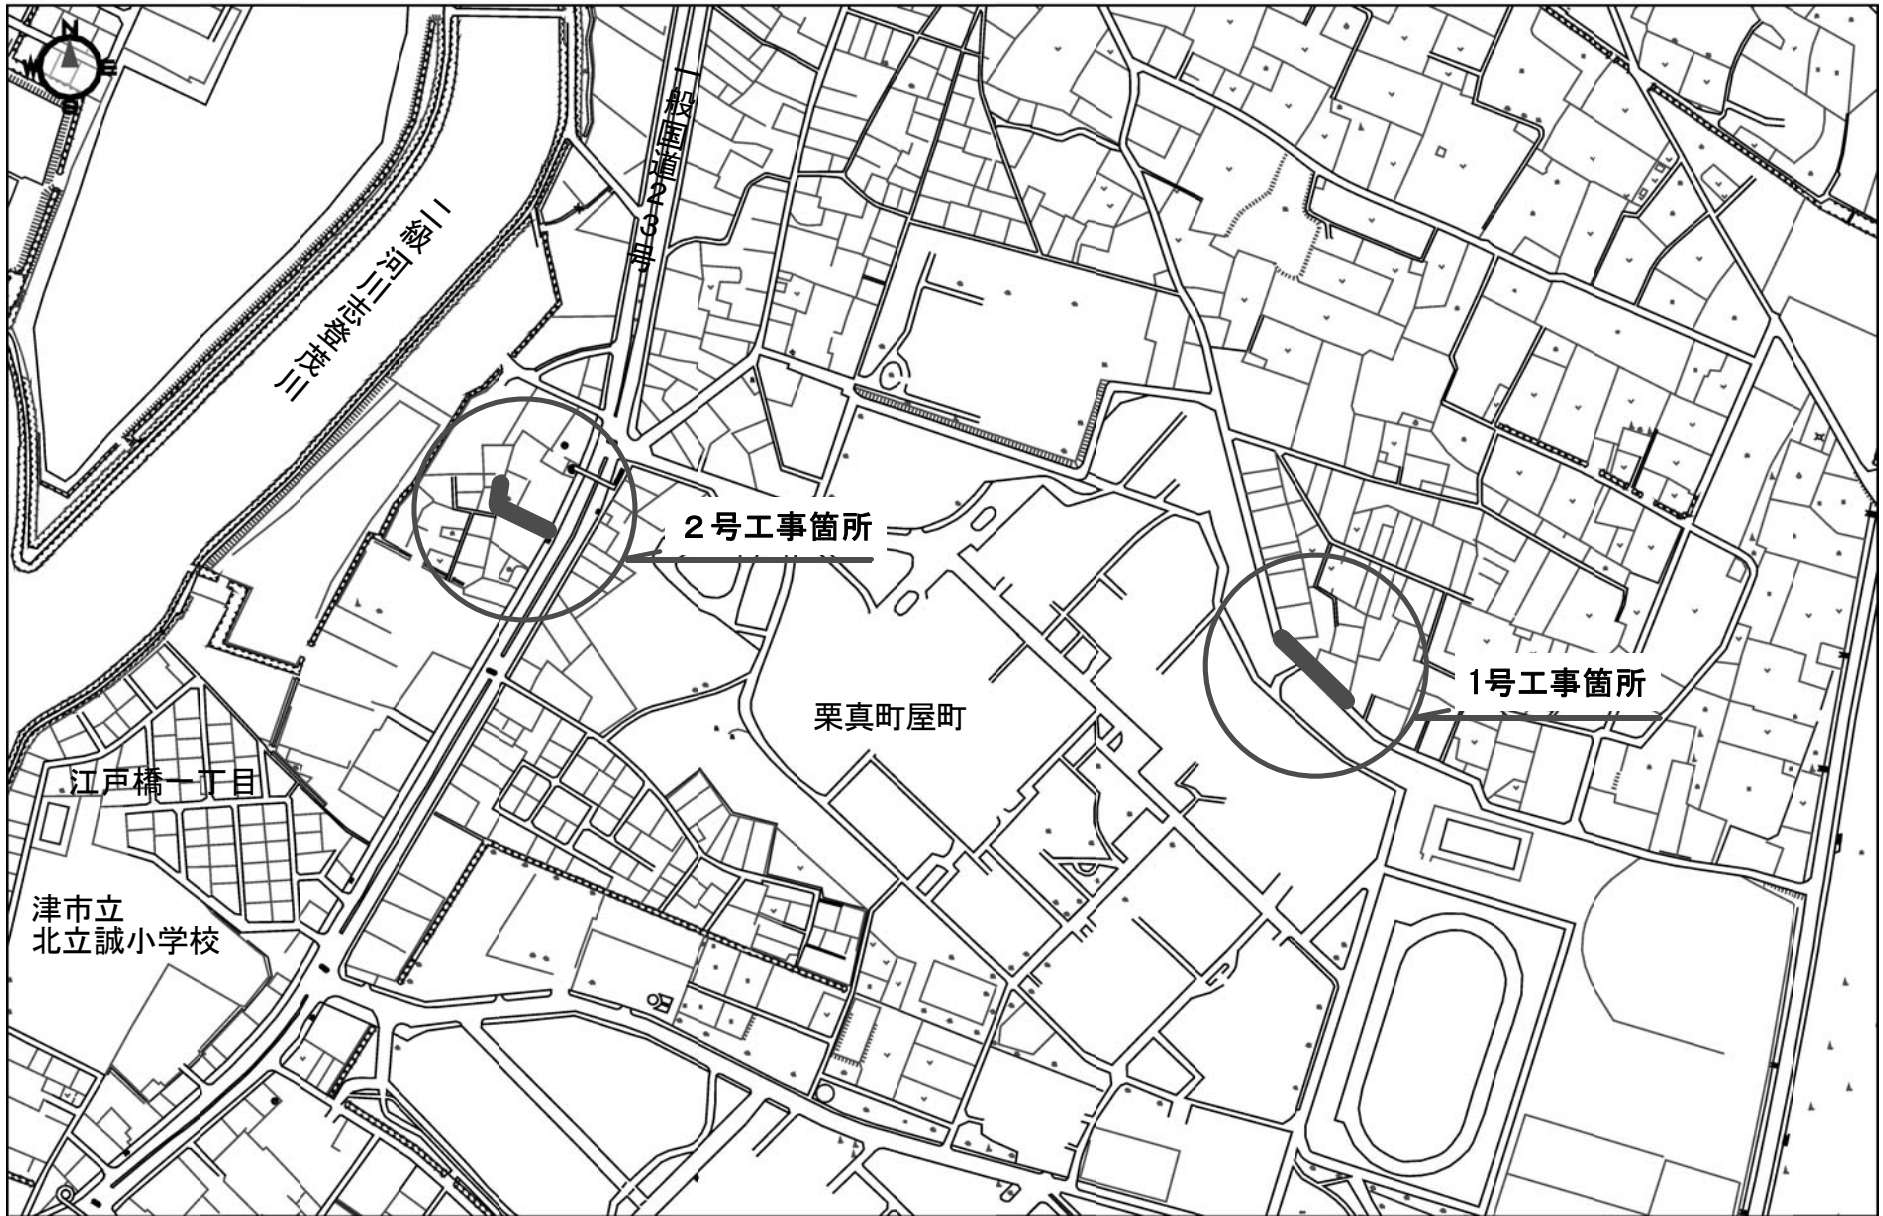 N
W
E
S
一般国道23号
二級河川志登茂川
2号工事箇所
1号工事箇所
栗真町屋町
江戸橋一丁目
津市立
北立誠小学校